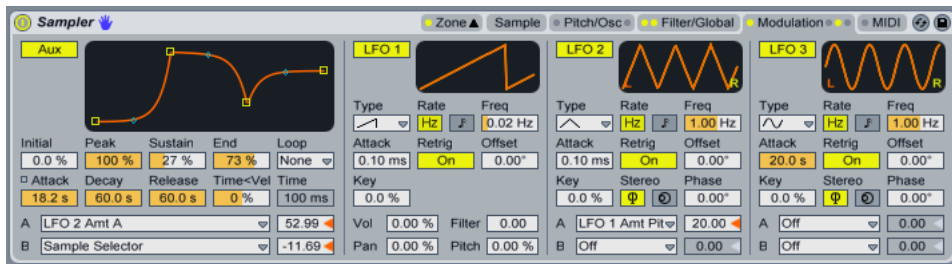 Sampler Zone Sample Pitch/Osc Filter/Global Modulation MIDI
Aux LFO 1 LFO 2 LFO 3
L R L R
Type Rate Freq Type Rate Freq Type Rate Freq
Hz 0.02 Hz Hz 1.00 Hz Hz 1.00 Hz
Initial Peak Sustain End Loop Attack Retrig Offset Attack Retrig Offset Attack Retrig Offset
0.0 % 100 % 27 % 73 % None 0.10 ms On 0.00° 0.10 ms On 0.00° 20.0 s On 0.00°
Attack Decay Release Time<Vel Time Key Key Stereo Phase Key Stereo Phase
18.2 s 60.0 s 60.0 s 0 % 100 ms 0.0 % 0.0 % Φ 0.00° 0.0 % Φ 0.00°
A LFO 2 Amt A 52.99 Vol 0.00 % Filter 0.00 A LFO 1 Amt Pit 20.00 A Off 0.00
B Sample Selector -11.69 Pan 0.00 % Pitch 0.00 % B Off 0.00 B Off 0.00